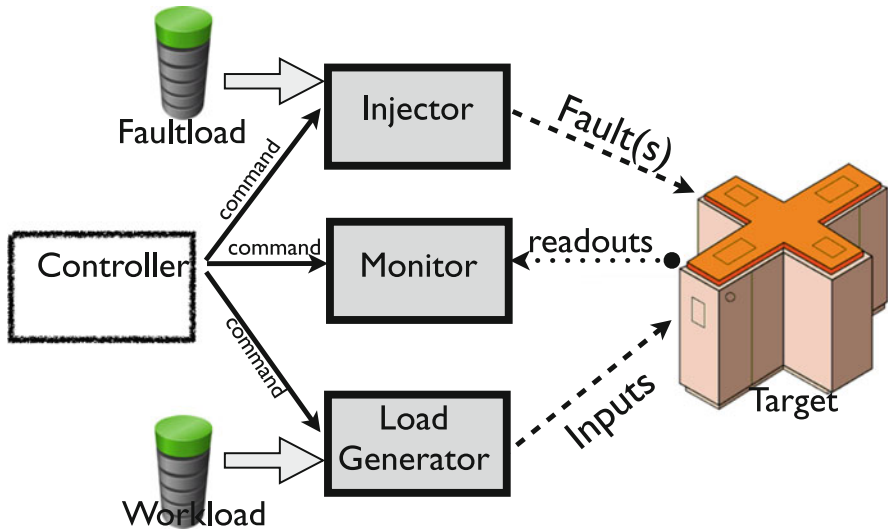 Faultload
Injector
Fault(s)
command
Controller
command
Monitor
readouts
command
Load
Generator
Inputs
Target
Workload